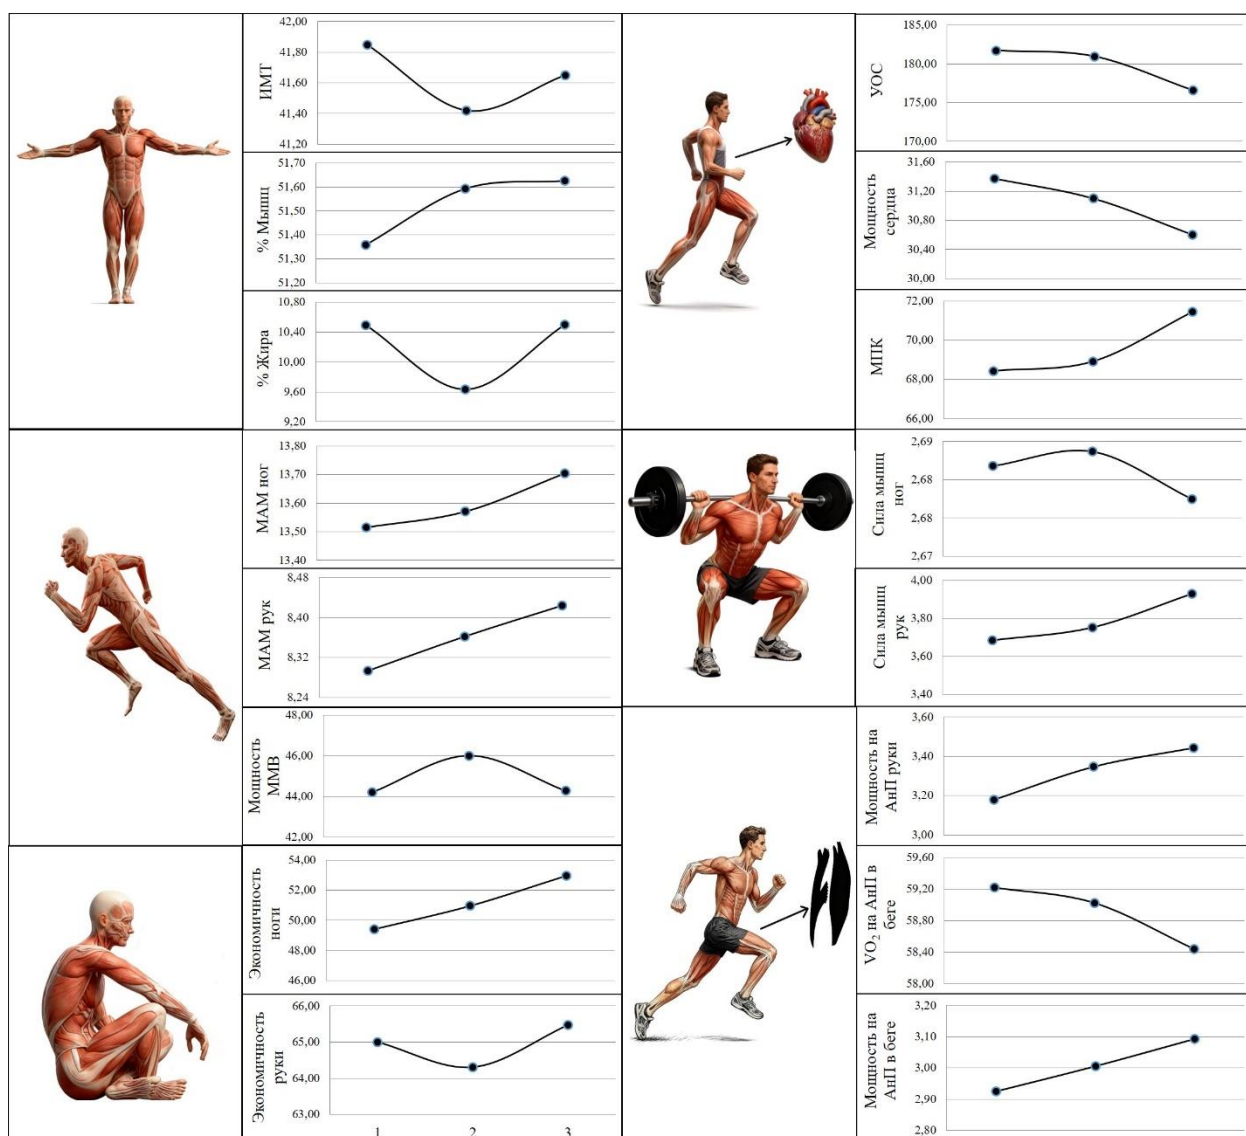 42,00
41,80
41,60
41,40
41,20
ИМТ
51,70
51,60
51,50
51,40
51,30
51,20
% Мышц
10,80
10,40
10,00
9,60
9,20
% Жира
185,00
180,00
175,00
170,00
УОС
31,60
31,20
30,80
30,40
30,00
Мощность
сердца
72,00
70,00
68,00
66,00
МПК
13,80
13,70
13,60
13,50
13,40
МАМ ног
8,48
8,40
8,32
8,24
МАМ рук
48,00
46,00
44,00
42,00
Мощность
ММВ
2,69
2,68
2,68
2,67
Сила мышц
ног
4,00
3,80
3,60
3,40
Сила мышц
рук
3,60
3,40
3,20
3,00
Мощность на
АнП руки
54,00
52,00
50,00
48,00
46,00
Экономичность
ноги
66,00
65,00
64,00
63,00
Экономичность
руки
1 2 3
59,60
59,20
58,80
58,40
58,00
VO₂ на АнП в
беге
3,20
3,10
3,00
2,90
2,80
Мощность на
АнП в беге